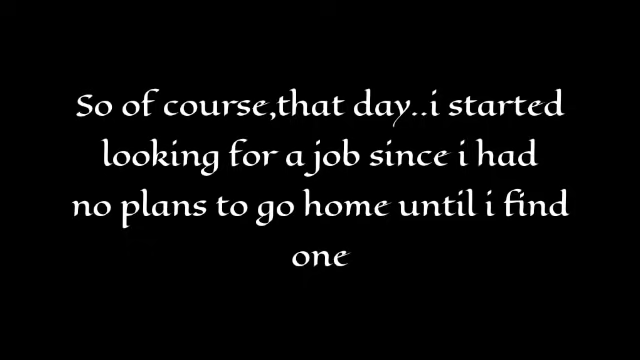 So of course,that day..i started
looking for a job since i had
no plans to go home until i find
one